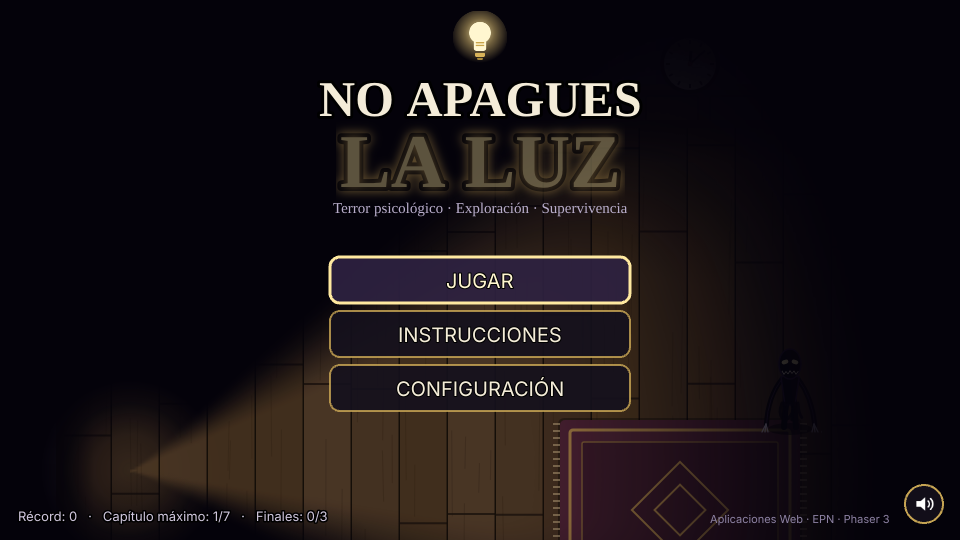 NO APAGUES
LA LUZ
Terror psicológico · Exploración · Supervivencia
JUGAR
INSTRUCCIONES
CONFIGURACIÓN
Récord: 0 · Capítulo máximo: 1/7 · Finales: 0/3
Aplicaciones Web · EPN · Phaser 3